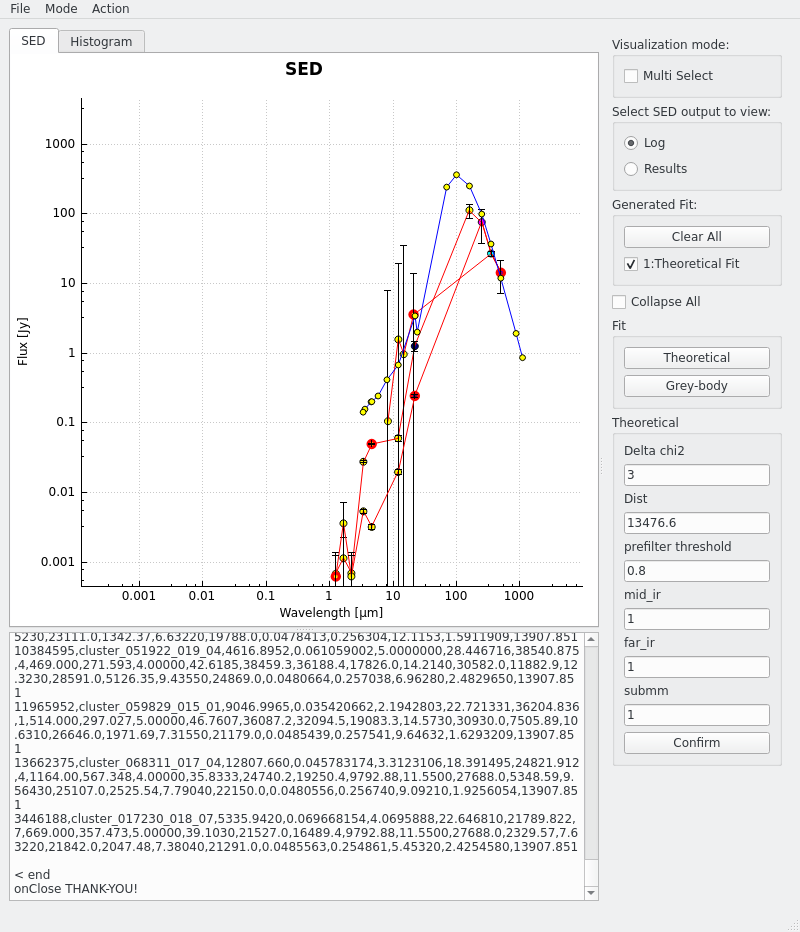 File Mode Action
SED Histogram
SED
1000
100
10
1
0.1
0.01
0.001
Flux [Jy]
0.001 0.01 0.1 1 10 100 1000
Wavelength [µm]
5230,23111.0,1342.37,6.63220,19788.0,0.0478413,0.256304,12.1153,1.5911909,13907.851
10384595,cluster_051922_019_04,4616.8952,0.061059002,5.0000000,28.446716,38540.875
,4,469.000,271.593,4.00000,42.6185,38459.3,36188.4,17826.0,14.2140,30582.0,11882.9,12
.3230,28591.0,5126.35,9.43550,24869.0,0.0480664,0.257038,6.96280,2.4829650,13907.85
1
11965952,cluster_059829_015_01,9046.9965,0.035420662,2.1942803,22.721331,36204.836
,1,514.000,297.027,5.00000,46.7607,36087.2,32094.5,19083.3,14.5730,30930.0,7505.89,10
.6310,26646.0,1971.69,7.31550,21179.0,0.0485439,0.257541,9.64632,1.6293209,13907.85
1
13662375,cluster_068311_017_04,12807.660,0.045783174,3.3123106,18.391495,24821.912
,4,1164.00,567.348,4.00000,35.8333,24740.2,19250.4,9792.88,11.5500,27688.0,5348.59,9.
56430,25107.0,2525.54,7.79040,22150.0,0.0480556,0.256740,9.09210,1.9256054,13907.85
1
3446188,cluster_017230_018_07,5335.9420,0.069668154,4.0695888,22.646810,21789.822,
7,669.000,357.473,5.00000,39.1030,21527.0,16489.4,9792.88,11.5500,27688.0,2329.57,7.6
3220,21842.0,2047.48,7.38040,21291.0,0.0485563,0.254861,5.45320,2.4254580,13907.851
< end
onClose THANK-YOU!
Visualization mode:
Multi Select
Select SED output to view:
Log
Results
Generated Fit:
Clear All
1:Theoretical Fit
Collapse All
Fit
Theoretical
Grey-body
Theoretical
Delta chi2
3
Dist
13476.6
prefilter threshold
0.8
mid_ir
1
far_ir
1
submm
1
Confirm